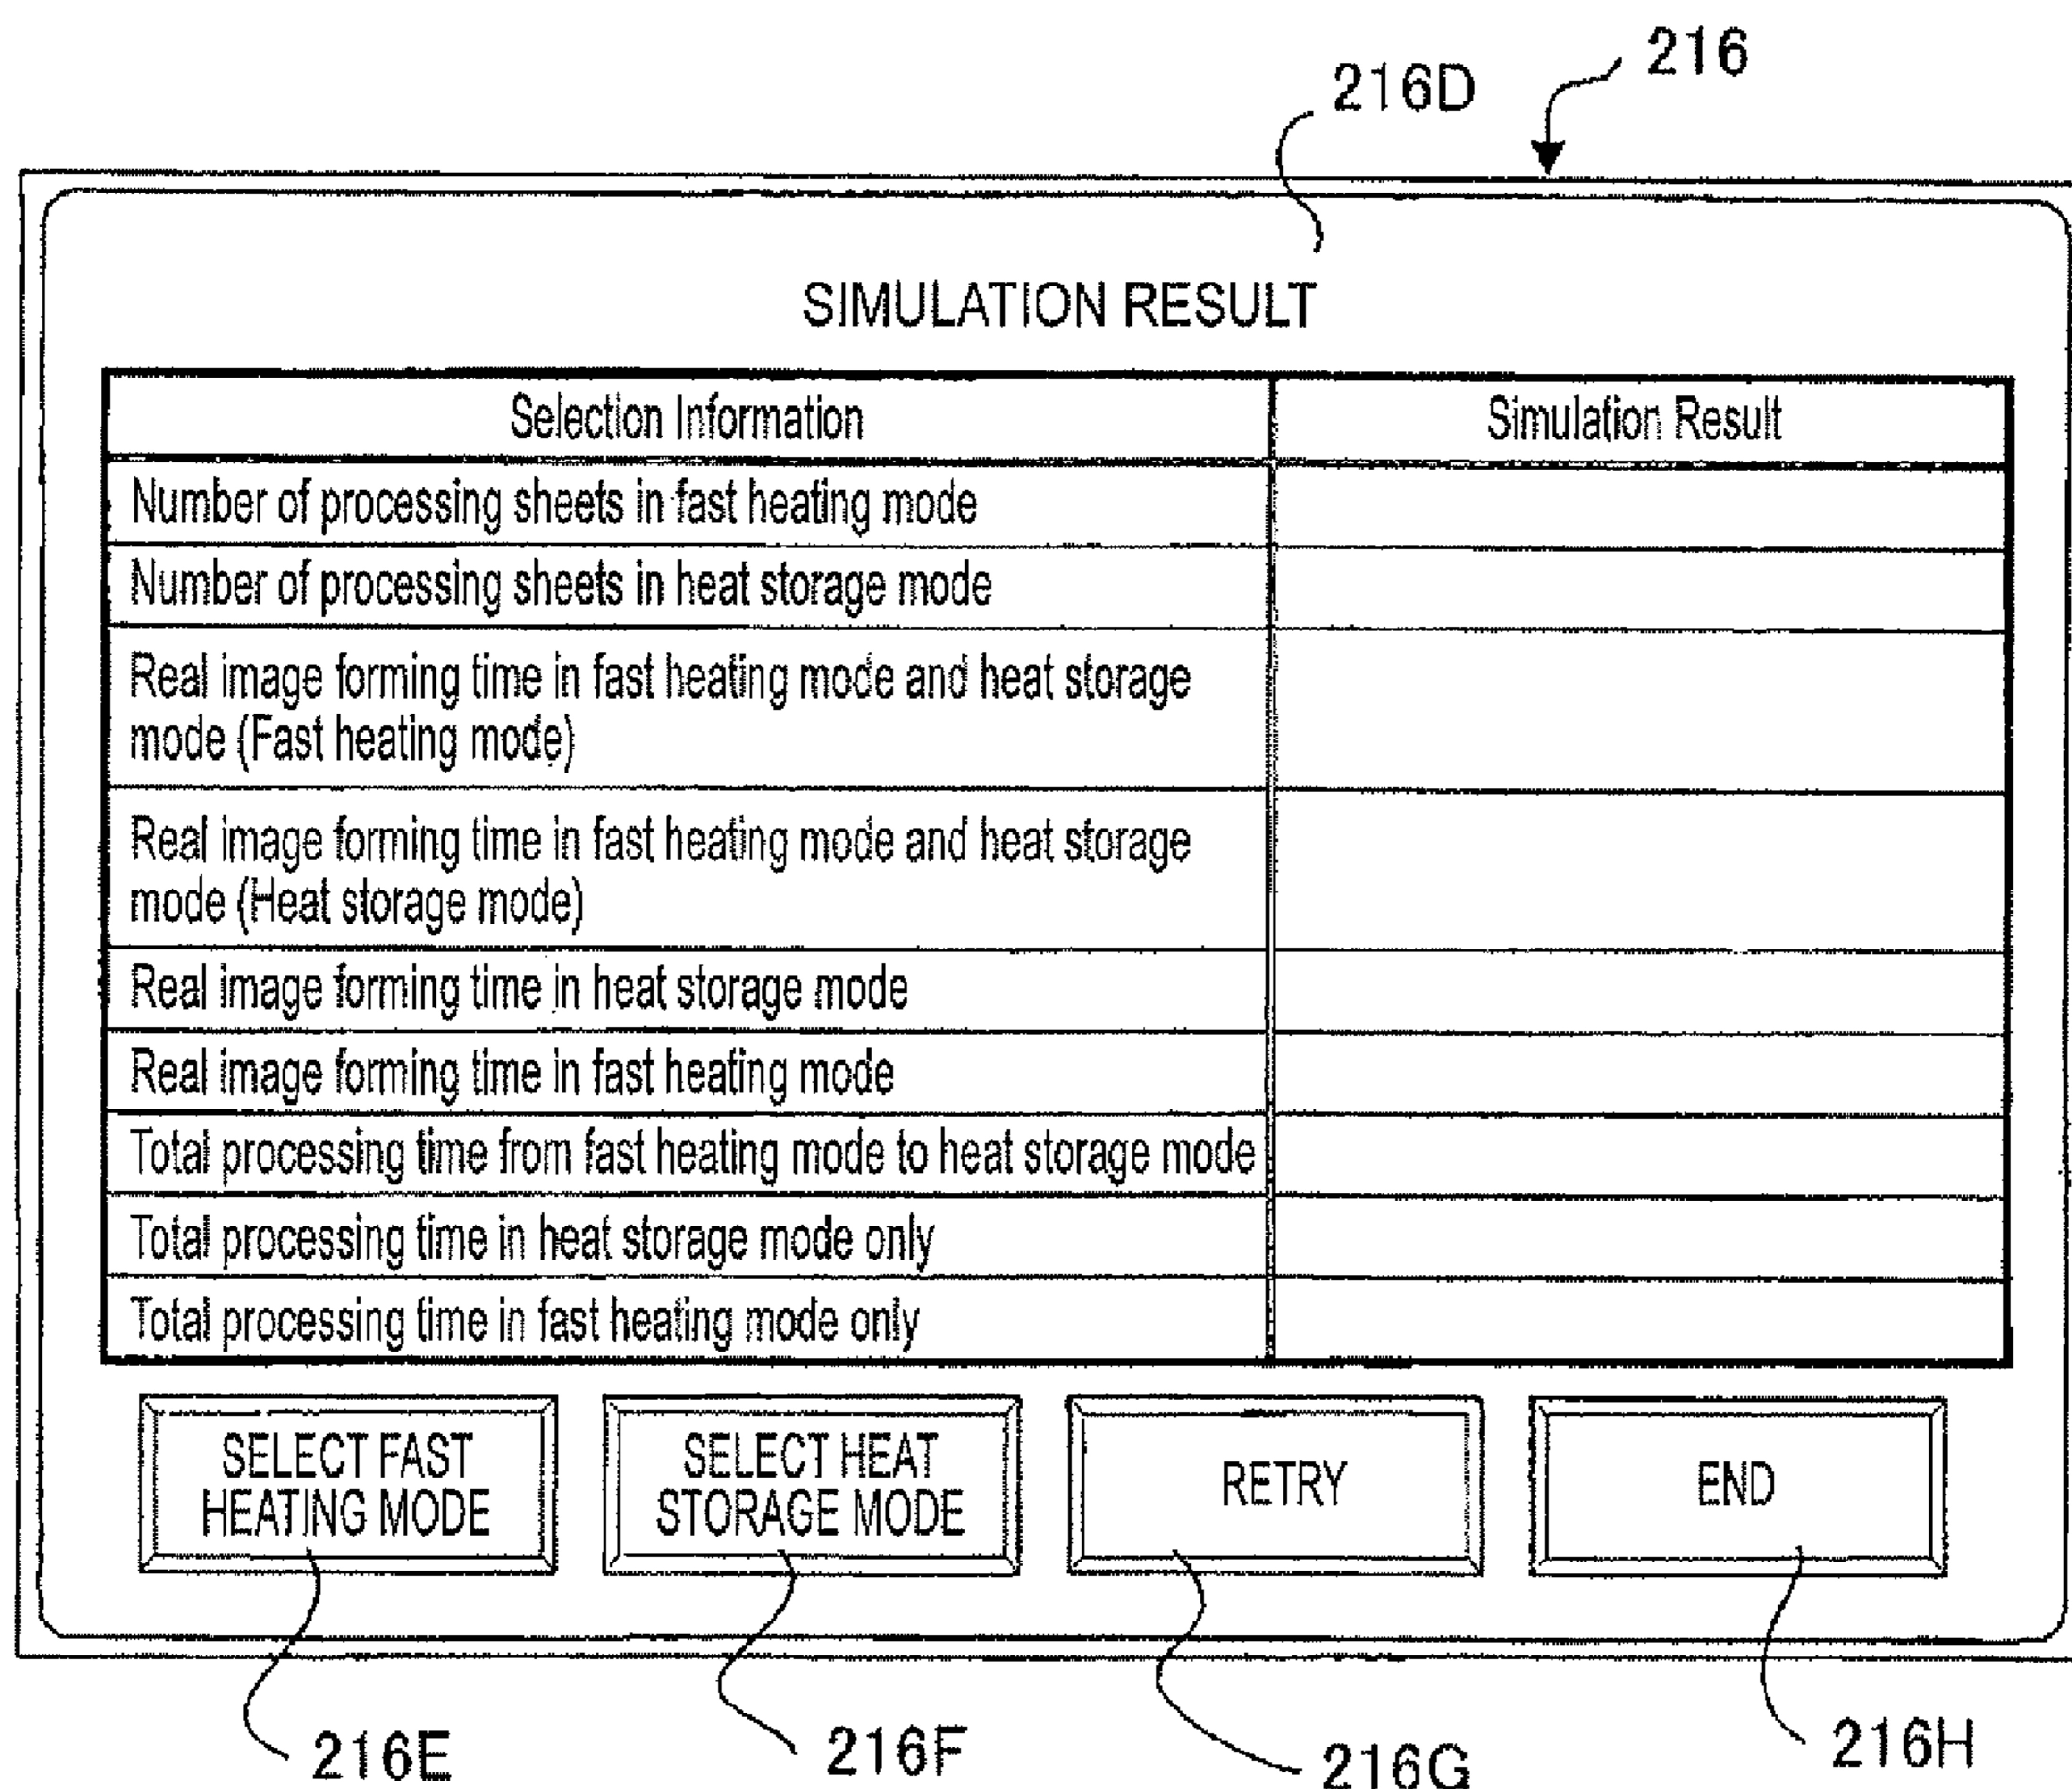 216
216D
SIMULATION RESULT
Selection Information
Simulation Result
Number of processing sheets in fast heating mode
Number of processing sheets in heat storage mode
Real image forming time in fast heating mode and heat storage
mode (Fast heating mode)
Real image forming time in fast heating mode and heat storage
mode (Heat storage mode)
Real image forming time in heat storage mode
Real image forming time in fast heating mode
Total processing time from fast heating mode to heat storage mode
Total processing time in heat storage mode only
Total processing time in fast heating mode only
SELECT FAST
HEATING MODE
SELECT HEAT
STORAGE MODE
RETRY
END
216E
216F
216G
216H